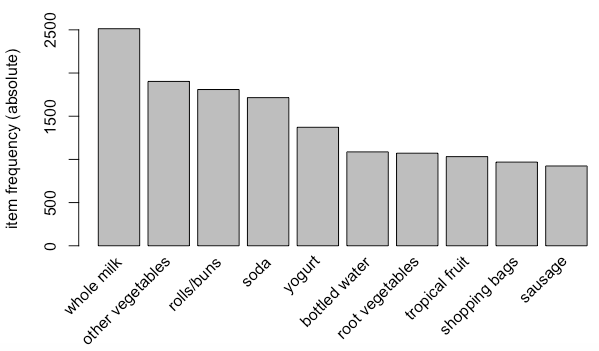 item frequency (absolute)
2500
1500
500
0
whole milk
other vegetables
rolls/buns
soda
yogurt
bottled water
root vegetables
tropical fruit
shopping bags
sausage